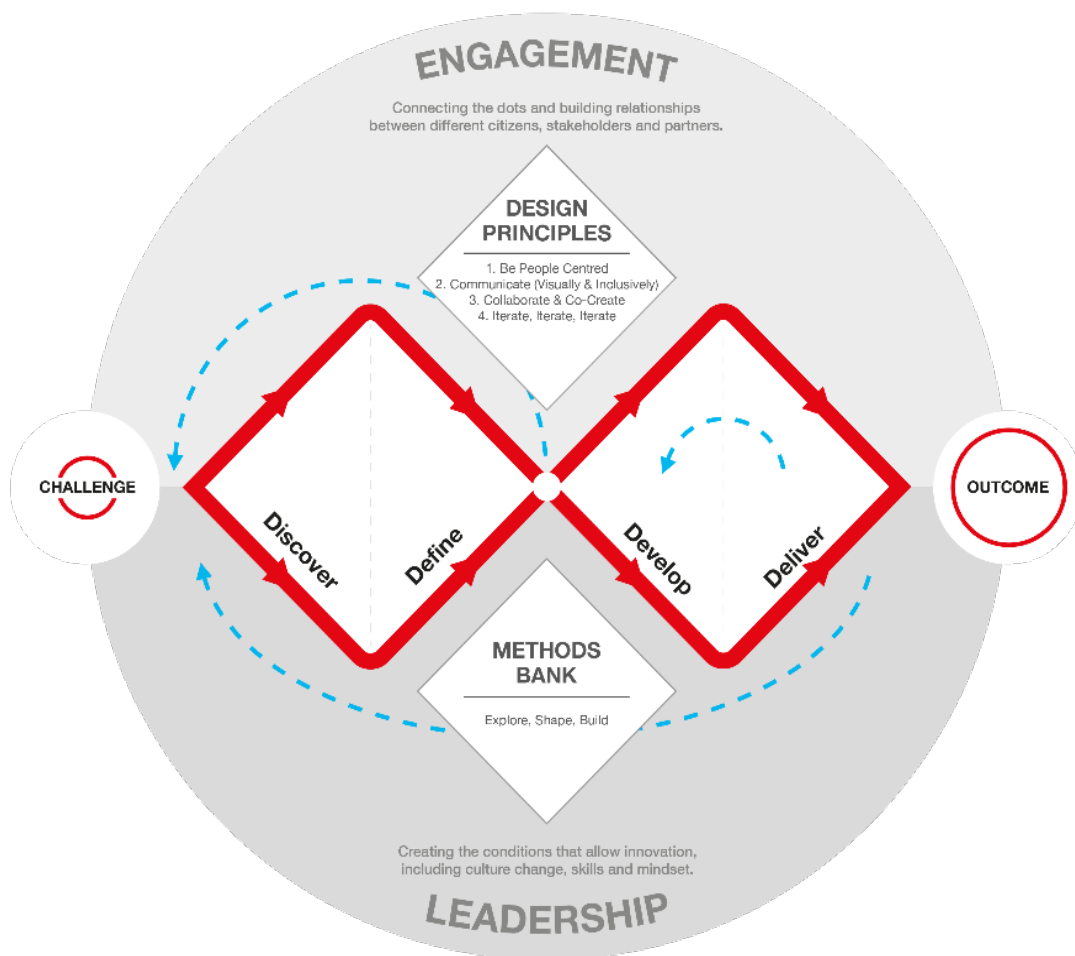 ENGAGEMENT
Connecting the dots and building relationships
between different citizens, stakeholders and partners.
DESIGN
PRINCIPLES
1. Be People Centred
2. Communicate (Visually & Inclusively)
3. Collaborate & Co-Create
4. Iterate, Iterate, Iterate
CHALLENGE
OUTCOME
Discover
Define
Develop
Deliver
METHODS
BANK
Explore, Shape, Build
Creating the conditions that allow innovation,
including culture change, skills and mindset.
LEADERSHIP